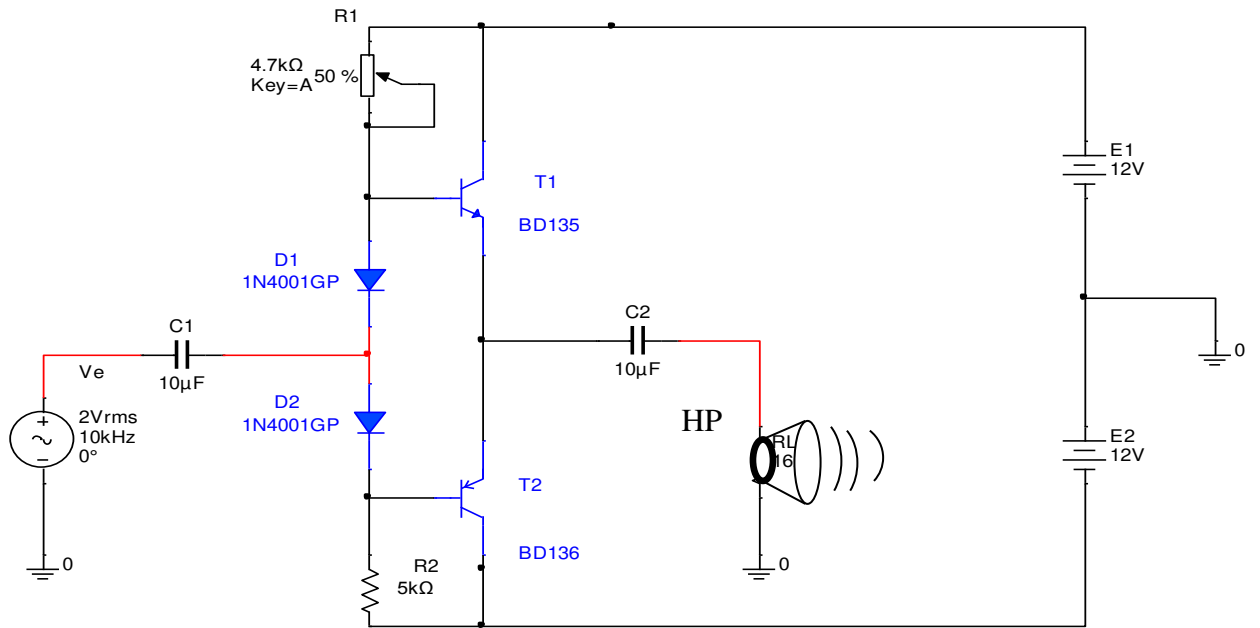 R1
4.7kΩ
Key=A
50 %
T1
BD135
E1
12V
D1
1N4001GP
C1
10µF
C2
10µF
0
Ve
D2
1N4001GP
2Vrms
10kHz
0°
HP
RL
16
E2
12V
T2
BD136
R2
5kΩ
0
0